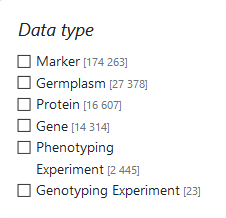 Data type
Marker [174 263]
Germplasm [27 378]
Protein [16 607]
Gene [14 314]
Phenotyping
Experiment [2 445]
Genotyping Experiment [23]